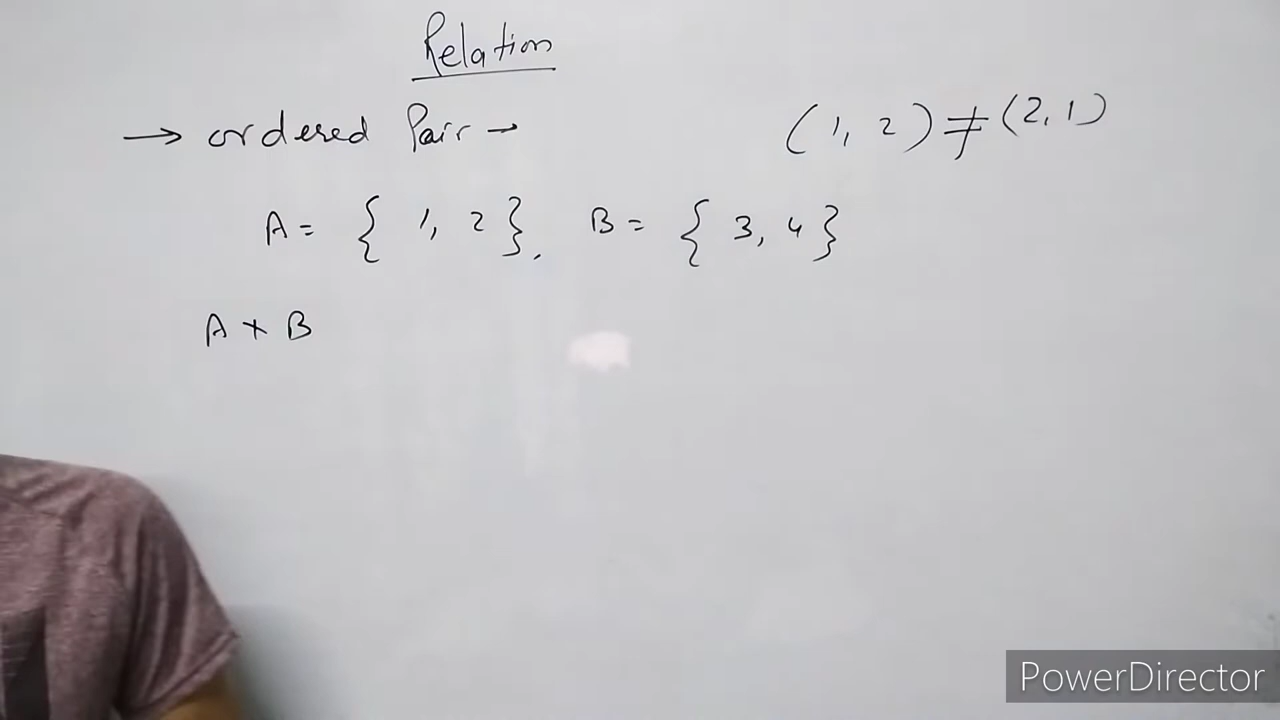 Relation
→ ordered Pair → (1, 2) ≠ (2, 1)
A = { 1, 2 }, B = { 3, 4 }
A × B
PowerDirector